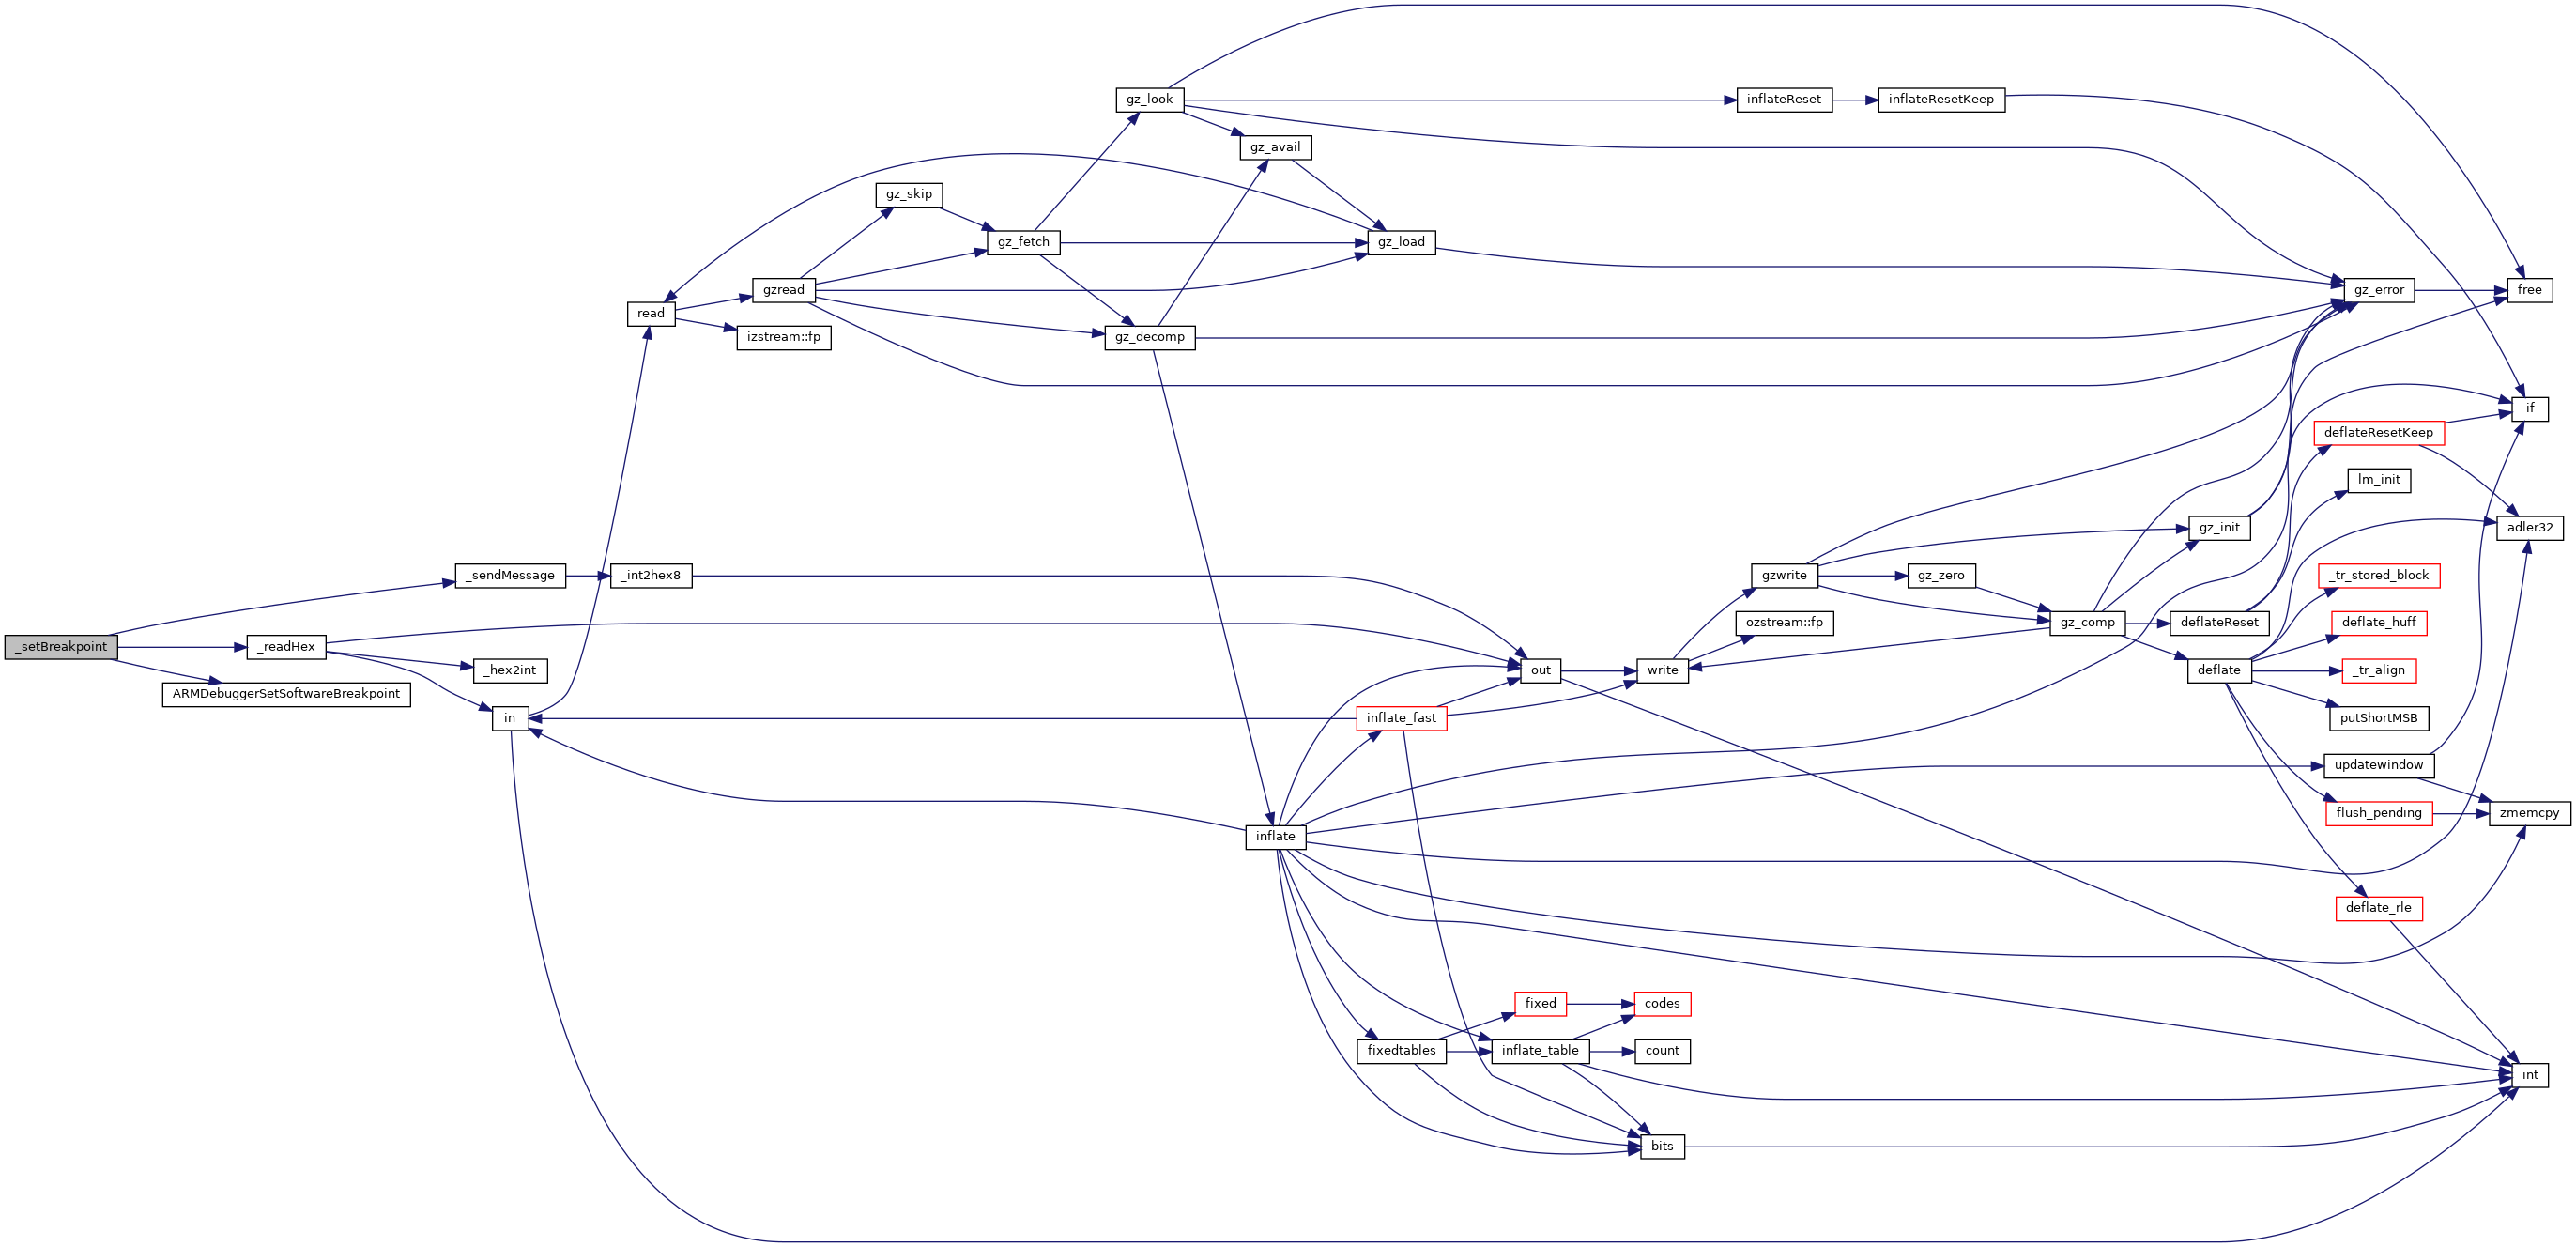 gz_look
inflateReset
inflateResetKeep
gz_avail
gz_skip
gz_fetch
gz_load
gzread
gz_error
free
read
izstream::fp
gz_decomp
if
deflateResetKeep
lm_init
gz_init
adler32
_sendMessage
_int2hex8
gzwrite
gz_zero
_tr_stored_block
ozstream::fp
gz_comp
deflateReset
deflate_huff
_setBreakpoint
_readHex
_hex2int
out
write
deflate
_tr_align
ARMDebuggerSetSoftwareBreakpoint
in
inflate_fast
putShortMSB
updatewindow
flush_pending
zmemcpy
inflate
deflate_rle
fixed
codes
fixedtables
inflate_table
count
int
bits